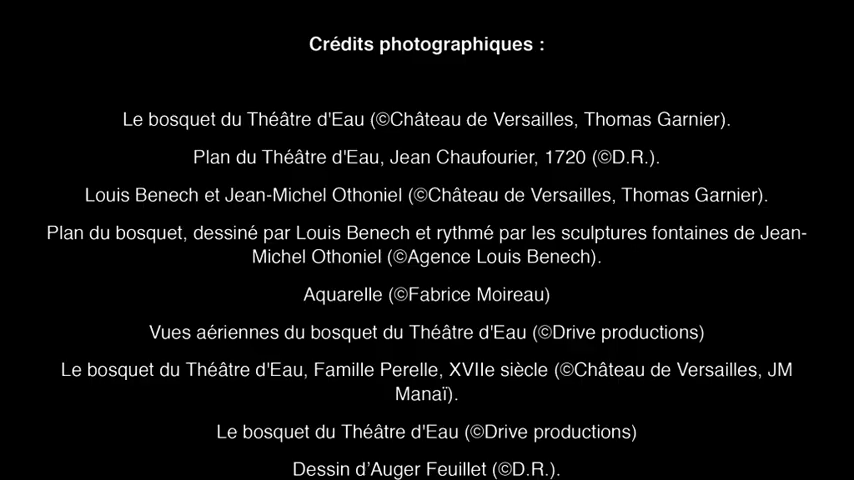 Crédits photographiques :
Le bosquet du Théâtre d'Eau (©Château de Versailles, Thomas Garnier).
Plan du Théâtre d'Eau, Jean Chaufourier, 1720 (©D.R.).
Louis Benech et Jean-Michel Othoniel (©Château de Versailles, Thomas Garnier).
Plan du bosquet, dessiné par Louis Benech et rythmé par les sculptures fontaines de Jean-
Michel Othoniel (©Agence Louis Benech).
Aquarelle (©Fabrice Moireau)
Vues aériennes du bosquet du Théâtre d'Eau (©Drive productions)
Le bosquet du Théâtre d'Eau, Famille Perelle, XVIIe siècle (©Château de Versailles, JM
Manaï).
Le bosquet du Théâtre d'Eau (©Drive productions)
Dessin d’Auger Feuillet (©D.R.).